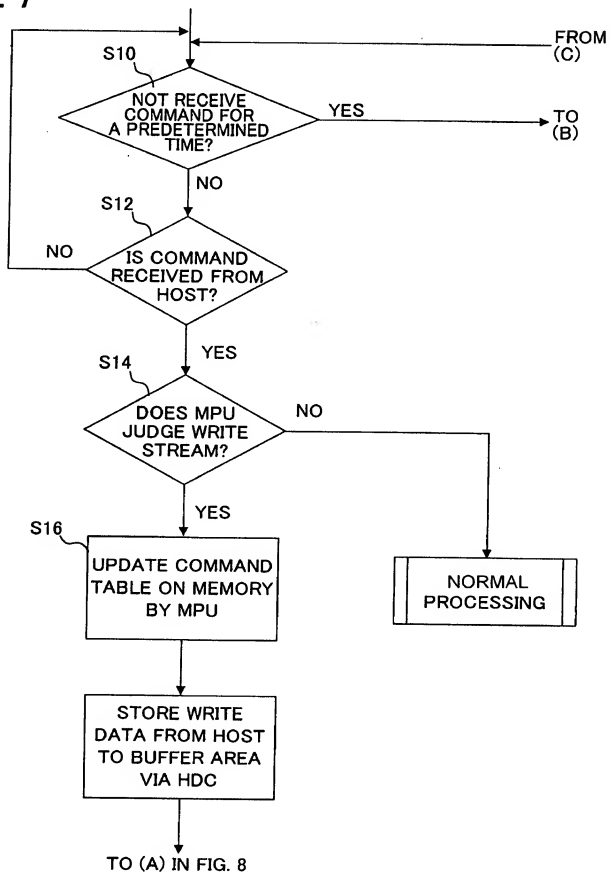 FROM
(C)
S10
NOT RECEIVE
COMMAND FOR
A PREDETERMINED
TIME?
YES
TO
(B)
NO
S12
NO
IS COMMAND
RECEIVED FROM
HOST?
YES
S14
NO
DOES MPU
JUDGE WRITE
STREAM?
YES
S16
UPDATE COMMAND
TABLE ON MEMORY
BY MPU
NORMAL
PROCESSING
STORE WRITE
DATA FROM HOST
TO BUFFER AREA
VIA HDC
TO (A) IN FIG. 8